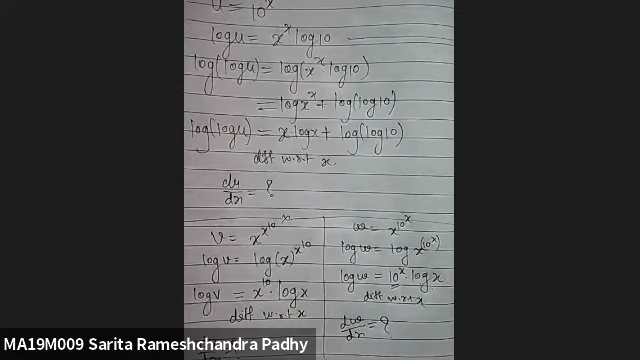 U = 10^x^x
log u = x^x log 10
log(log u) = log(x^x log 10)
= log x^x + log(log 10)
log(log u) = x log x + log(log 10)
diff w.r.t x
du/dx = ?
V = x^x^10
log v = log(x)^x^10
log V = x^10 · log x
diff w.r.t x
w = x^10^x
log w = log x^(10^x)
log w = 10^x · log x
diff w.r.t x
dw/dx = ?
MA19M009 Sarita Rameshchandra Padhy